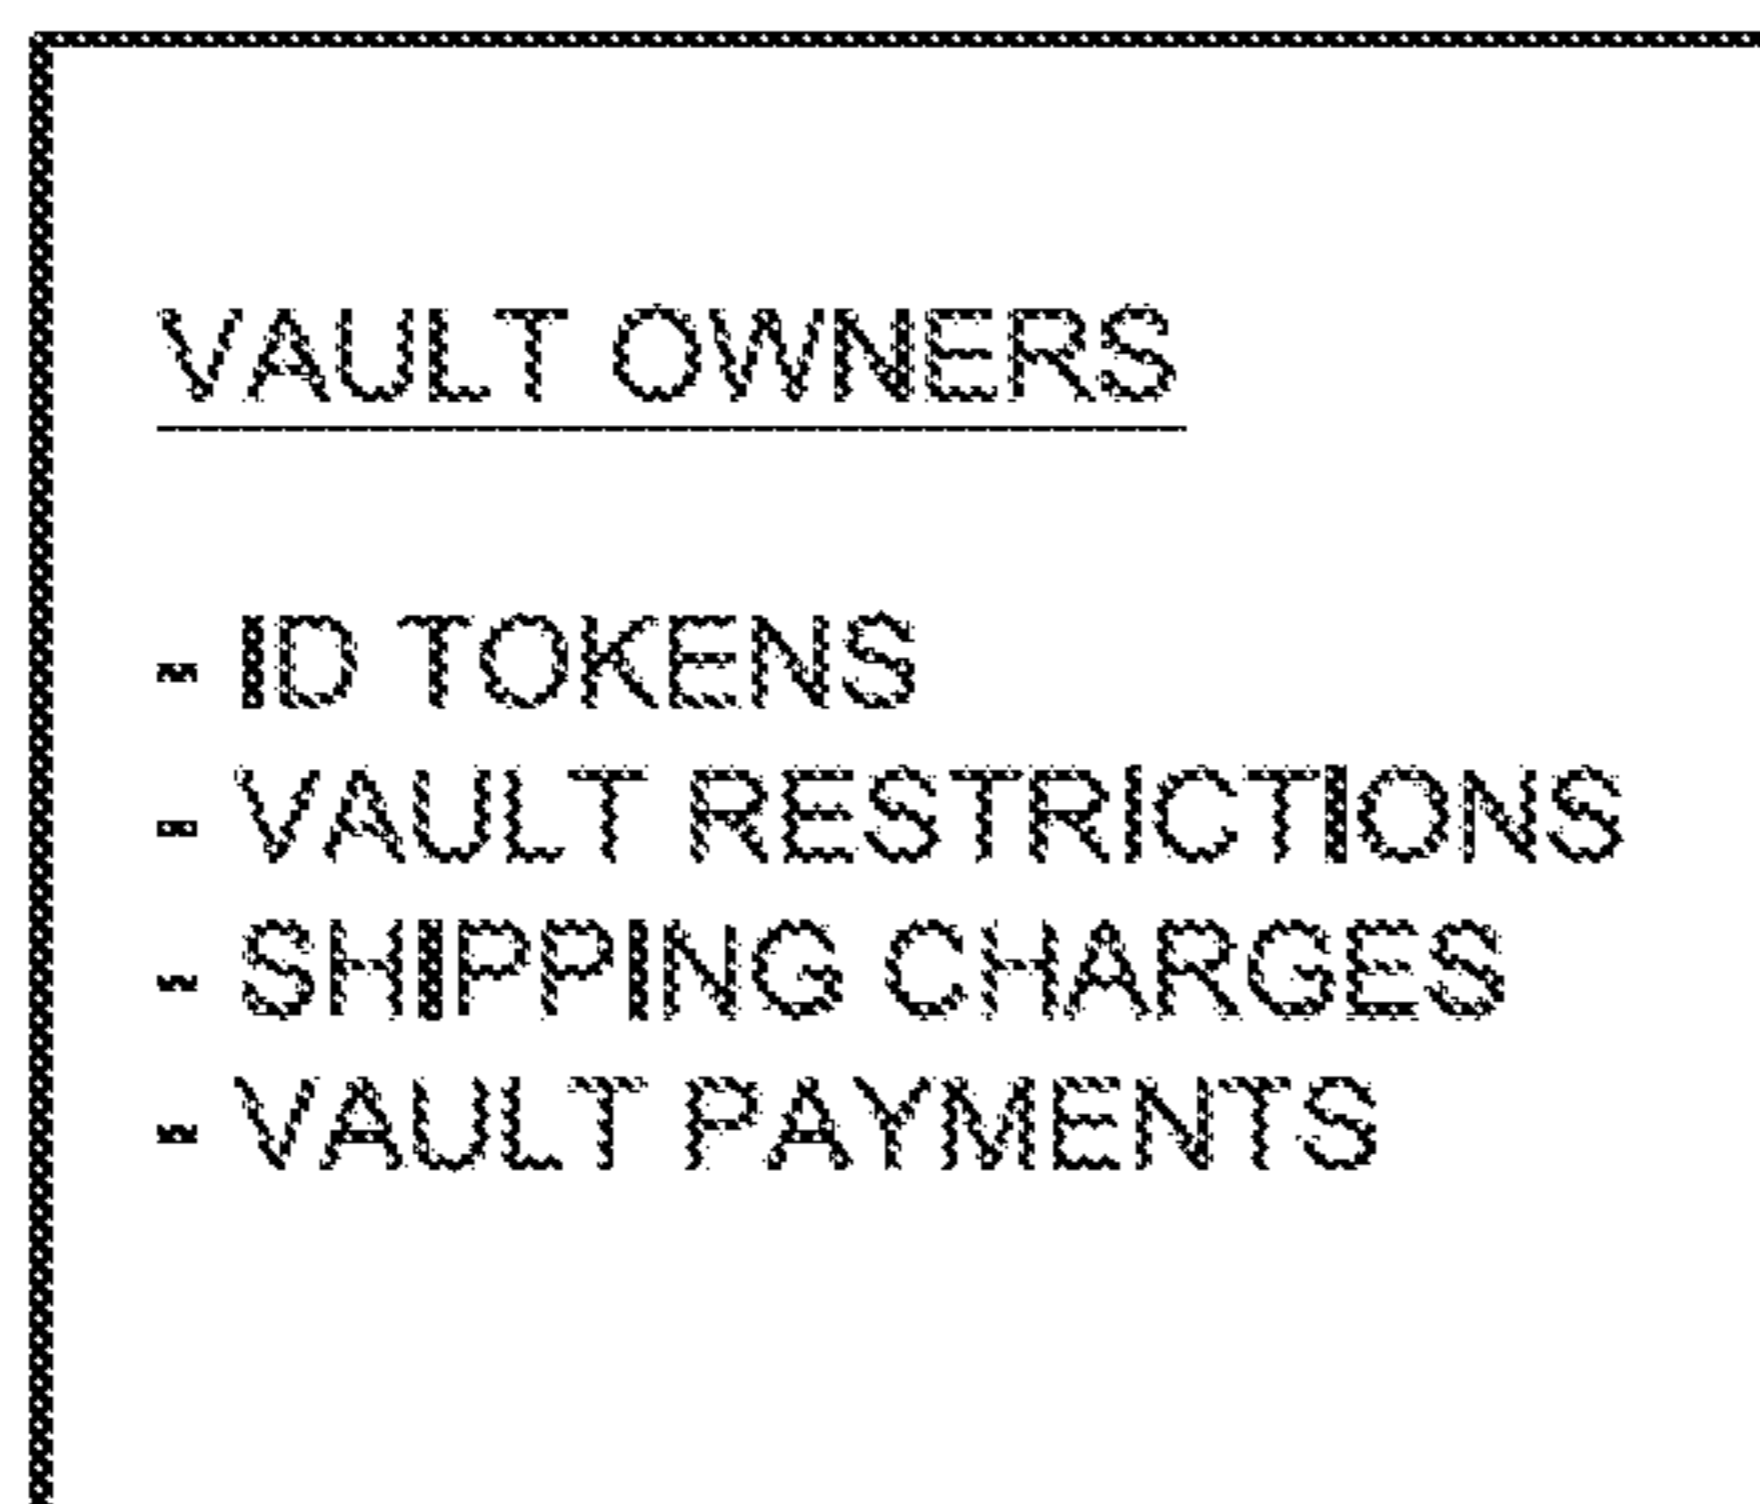 VAULT OWNERS
- ID TOKENS
- VAULT RESTRICTIONS
- SHIPPING CHARGES
- VAULT PAYMENTS